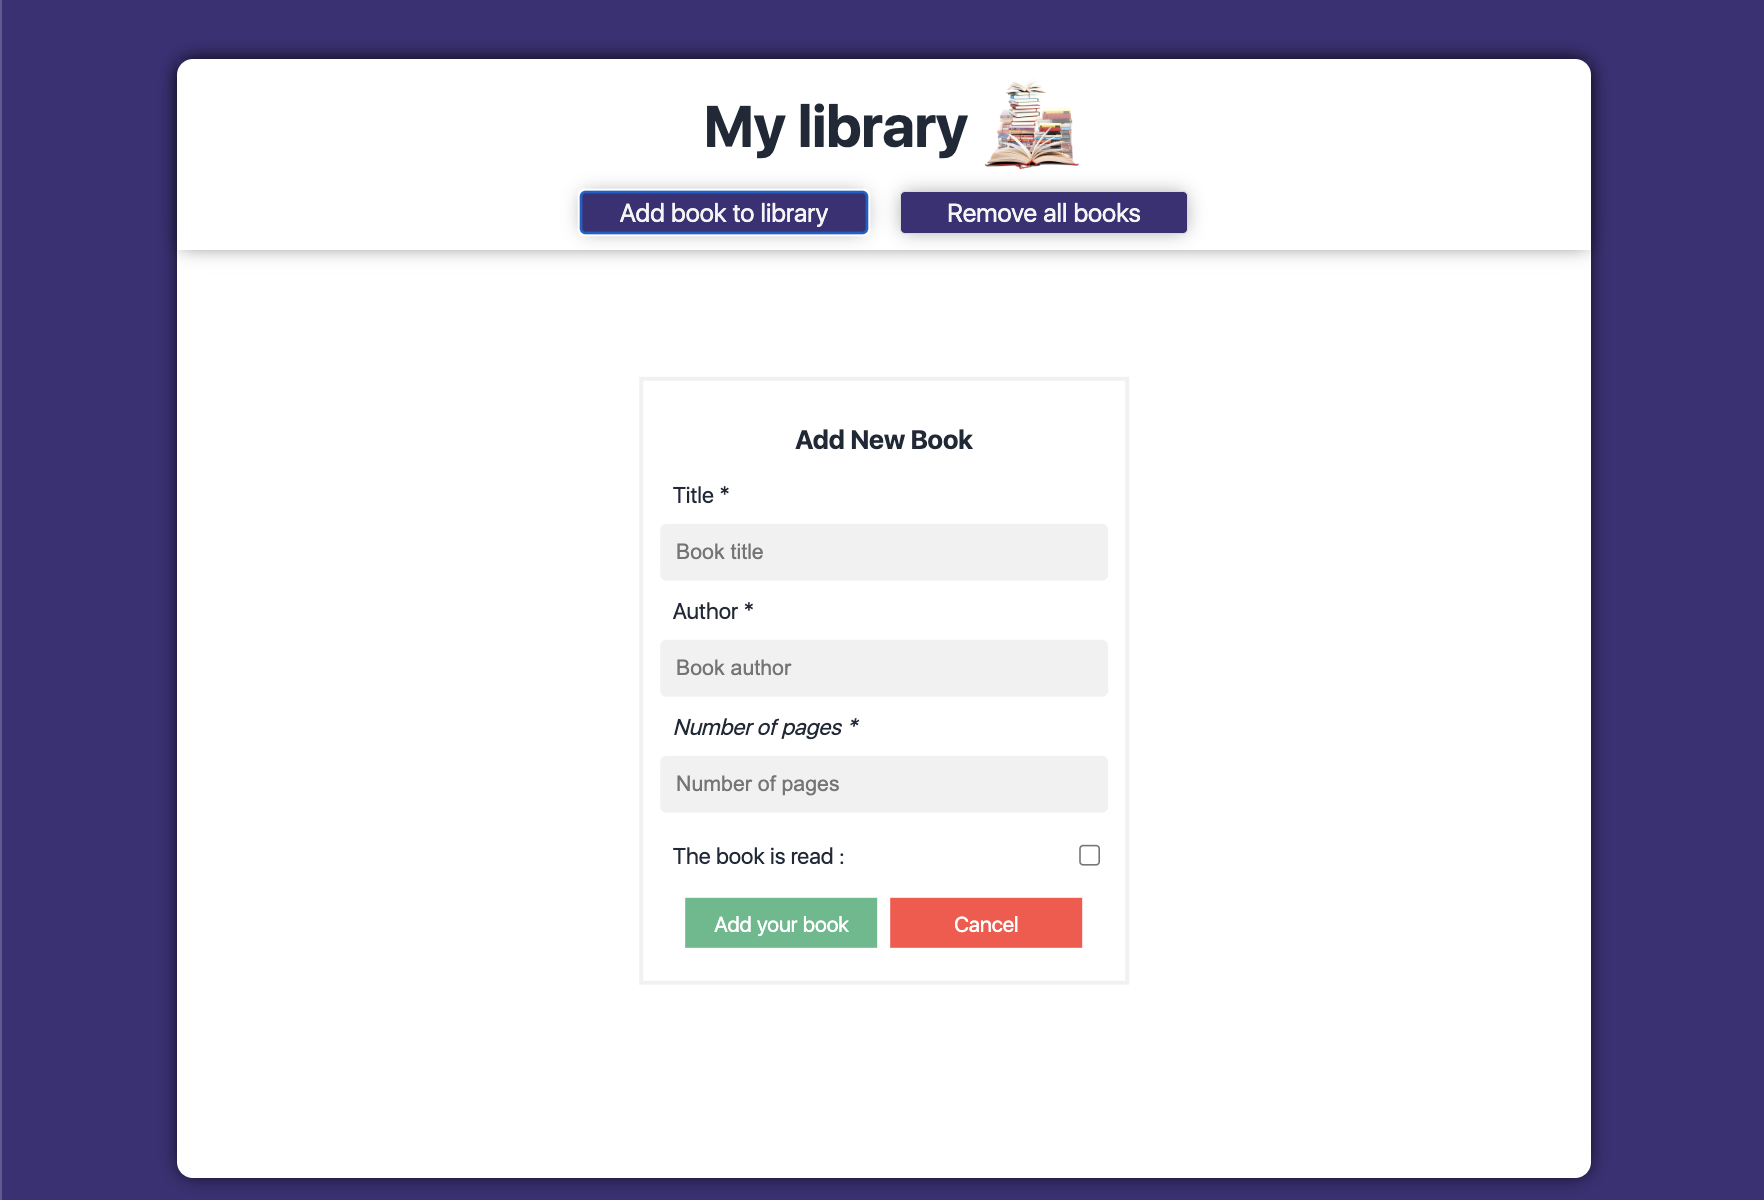 My library
Add book to library
Remove all books
Add New Book
Title *
Book title
Author *
Book author
Number of pages *
Number of pages
The book is read :
Add your book
Cancel